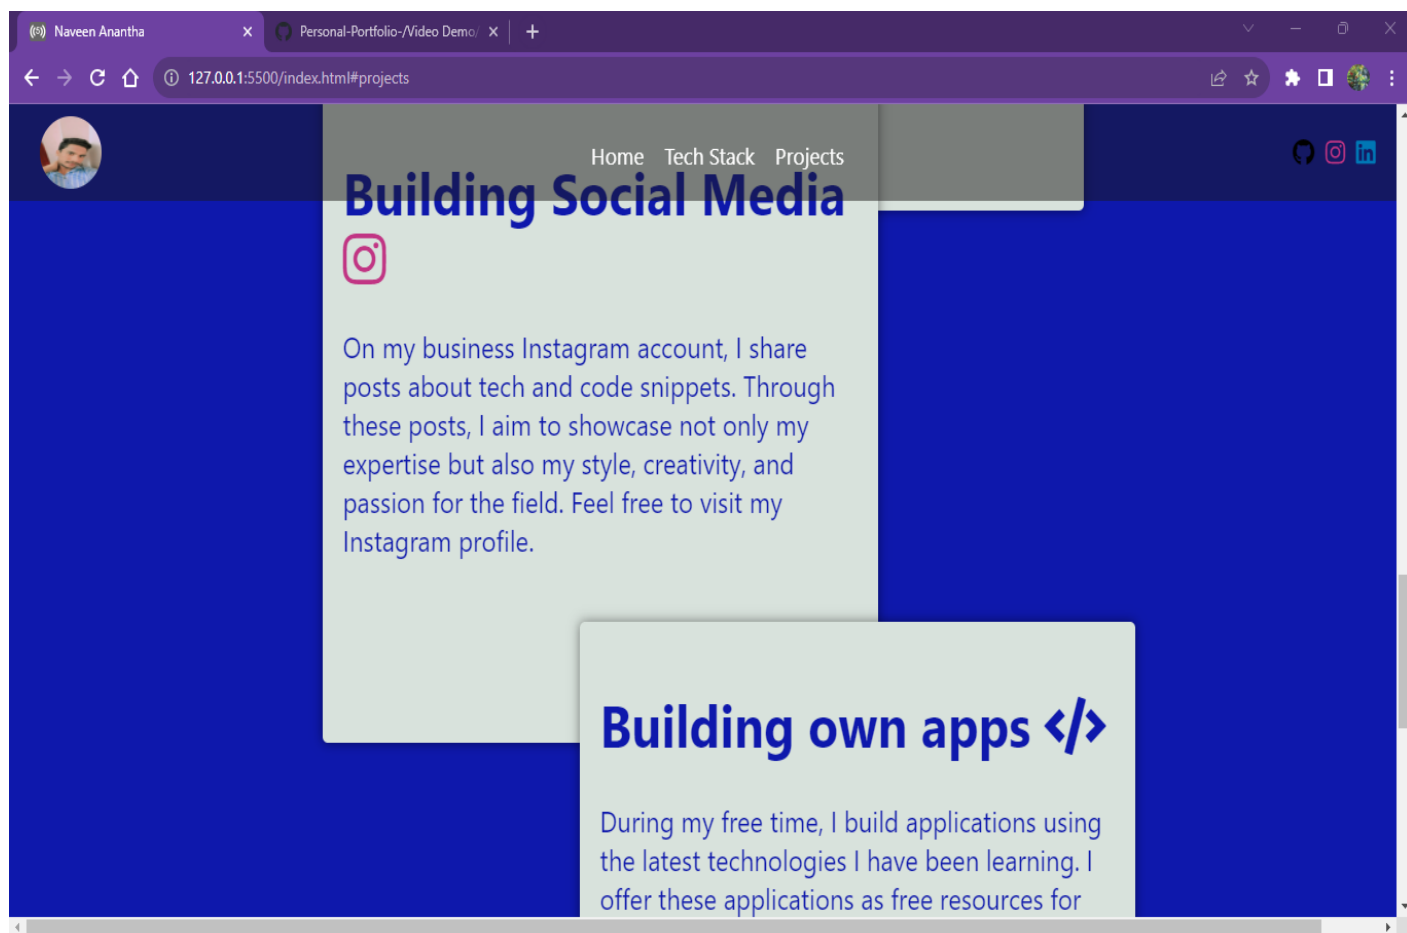 Naveen Anantha
Personal-Portfolio-/Video Demo/
127.0.0.1:5500/index.html#projects
Home Tech Stack Projects
Building Social Media
On my business Instagram account, I share
posts about tech and code snippets. Through
these posts, I aim to showcase not only my
expertise but also my style, creativity, and
passion for the field. Feel free to visit my
Instagram profile.
Building own apps </>
During my free time, I build applications using
the latest technologies I have been learning. I
offer these applications as free resources for